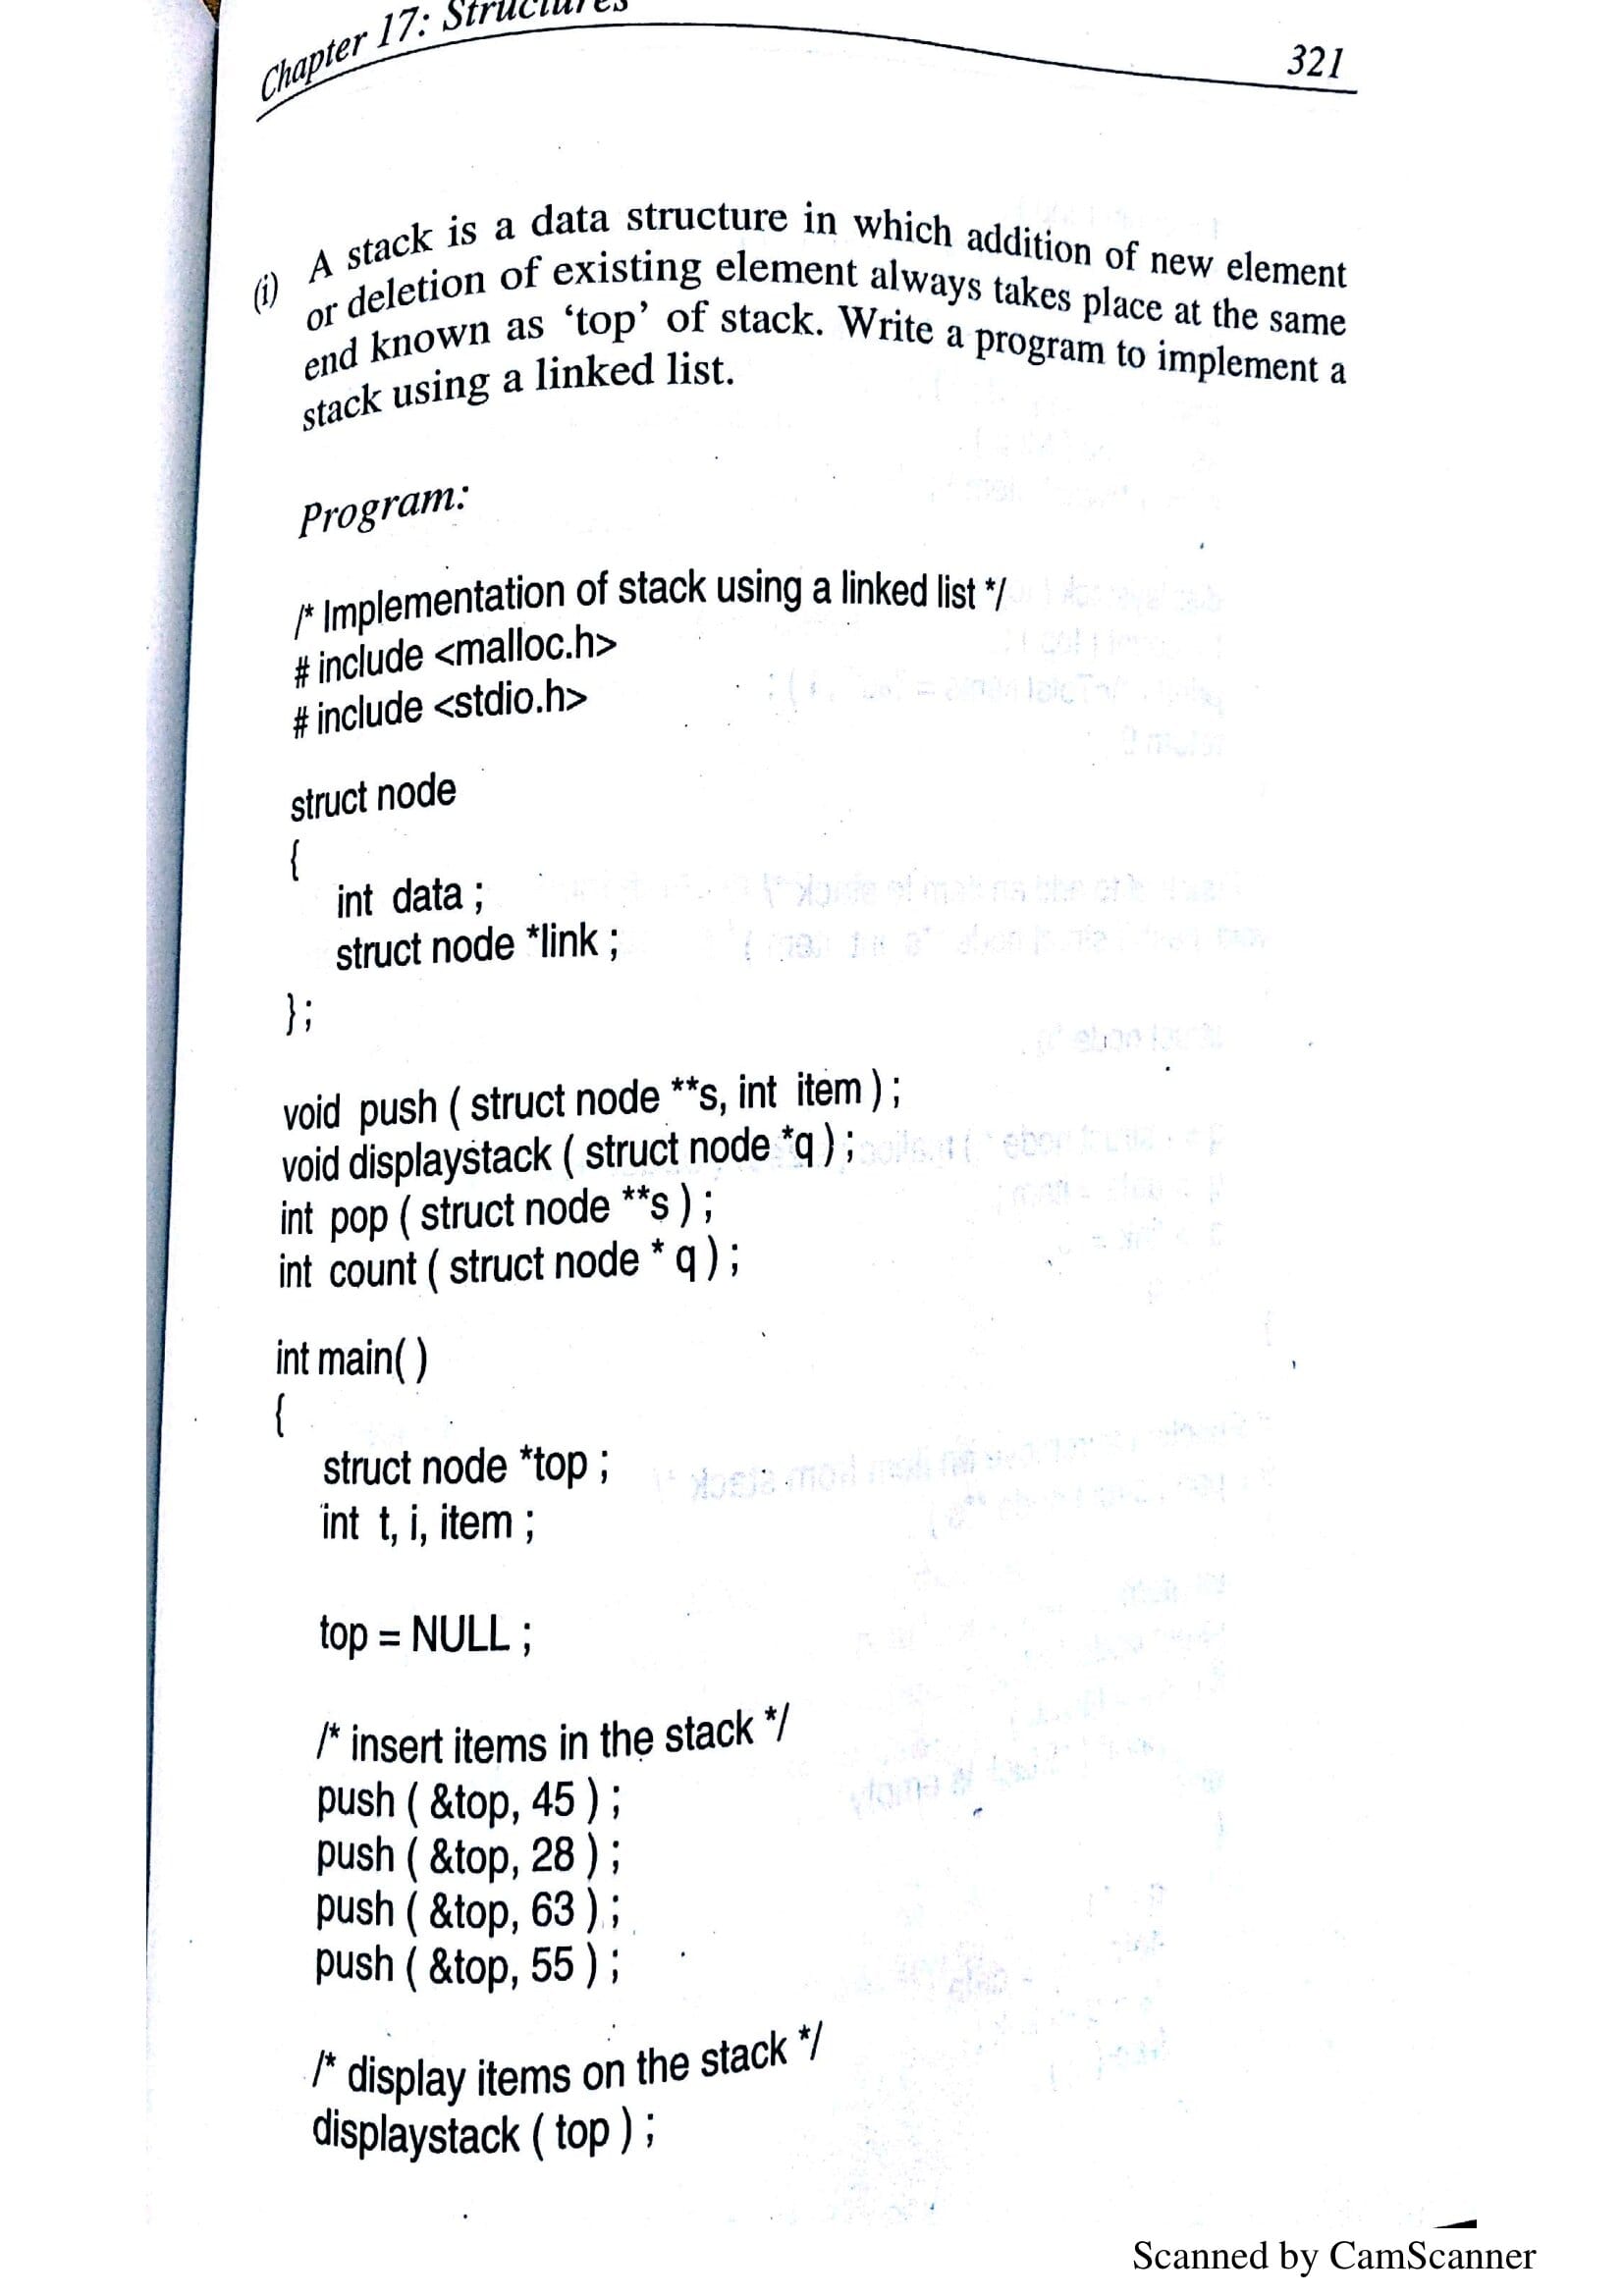 Chapter 17: Structures
321
(i) A stack is a data structure in which addition of new element
or deletion of existing element always takes place at the same
end known as ‘top’ of stack. Write a program to implement a
stack using a linked list.
Program:
/* Implementation of stack using a linked list */
# include <malloc.h>
# include <stdio.h>
struct node
{
int data ;
struct node *link ;
} ;
void push ( struct node **s, int item ) ;
void displaystack ( struct node *q ) ;
int pop ( struct node **s ) ;
int count ( struct node * q ) ;
int main( )
{
struct node *top ;
int t, i, item ;
top = NULL ;
/* insert items in the stack */
push ( &top, 45 ) ;
push ( &top, 28 ) ;
push ( &top, 63 ) ;
push ( &top, 55 ) ;
/* display items on the stack */
displaystack ( top ) ;
Scanned by CamScanner